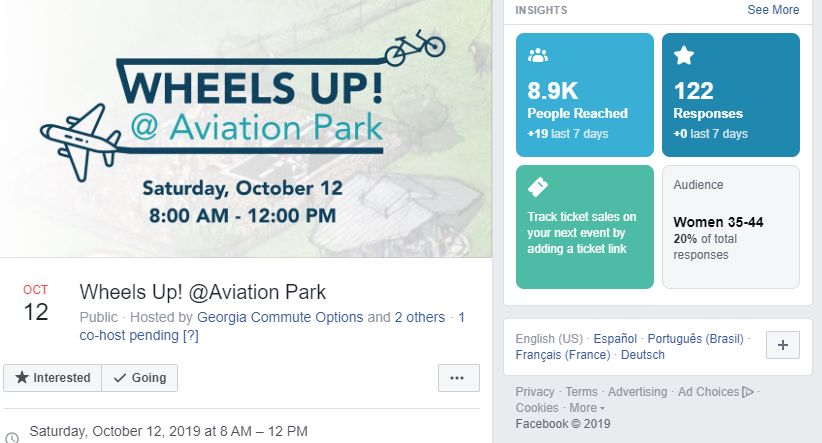 WHEELS UP!
@ Aviation Park
Saturday, October 12
8:00 AM - 12:00 PM
OCT
12
Wheels Up! @Aviation Park
Public · Hosted by Georgia Commute Options and 2 others · 1
co-host pending [?]
Interested
Going
Saturday, October 12, 2019 at 8 AM – 12 PM
INSIGHTS
See More
8.9K
People Reached
+19 last 7 days
122
Responses
+0 last 7 days
Track ticket sales on
your next event by
adding a ticket link
Audience
Women 35-44
20% of total
responses
English (US) · Español · Português (Brasil) ·
Français (France) · Deutsch
Privacy · Terms · Advertising · Ad Choices ·
Cookies · More
Facebook © 2019